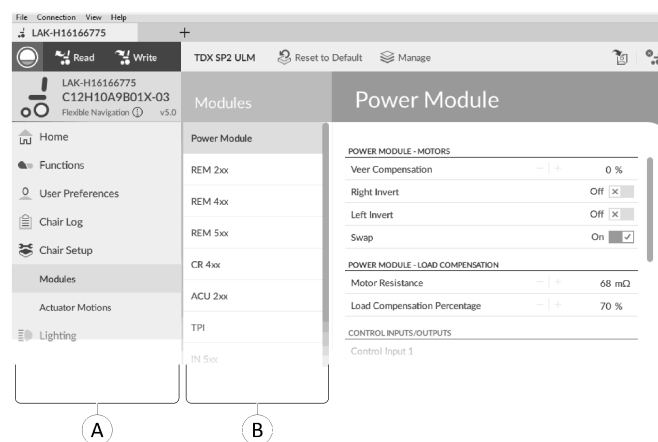 File Connection View Help
LAK-H16166775 +
Read Write TDX SP2 ULM Reset to Default Manage
LAK-H16166775
C12H10A9B01X-03
Flexible Navigation v5.0
Modules
Power Module
Home
Functions
User Preferences
Chair Log
Chair Setup
Modules
Actuator Motions
Lighting
Power Module
REM 2xx
REM 4xx
REM 5xx
CR 4xx
ACU 2xx
TPI
IN 5xx
POWER MODULE - MOTORS
Veer Compensation - + 0 %
Right Invert Off
Left Invert Off
Swap On
POWER MODULE - LOAD COMPENSATION
Motor Resistance - + 68 mΩ
Load Compensation Percentage - + 70 %
CONTROL INPUTS/OUTPUTS
Control Input 1
A B